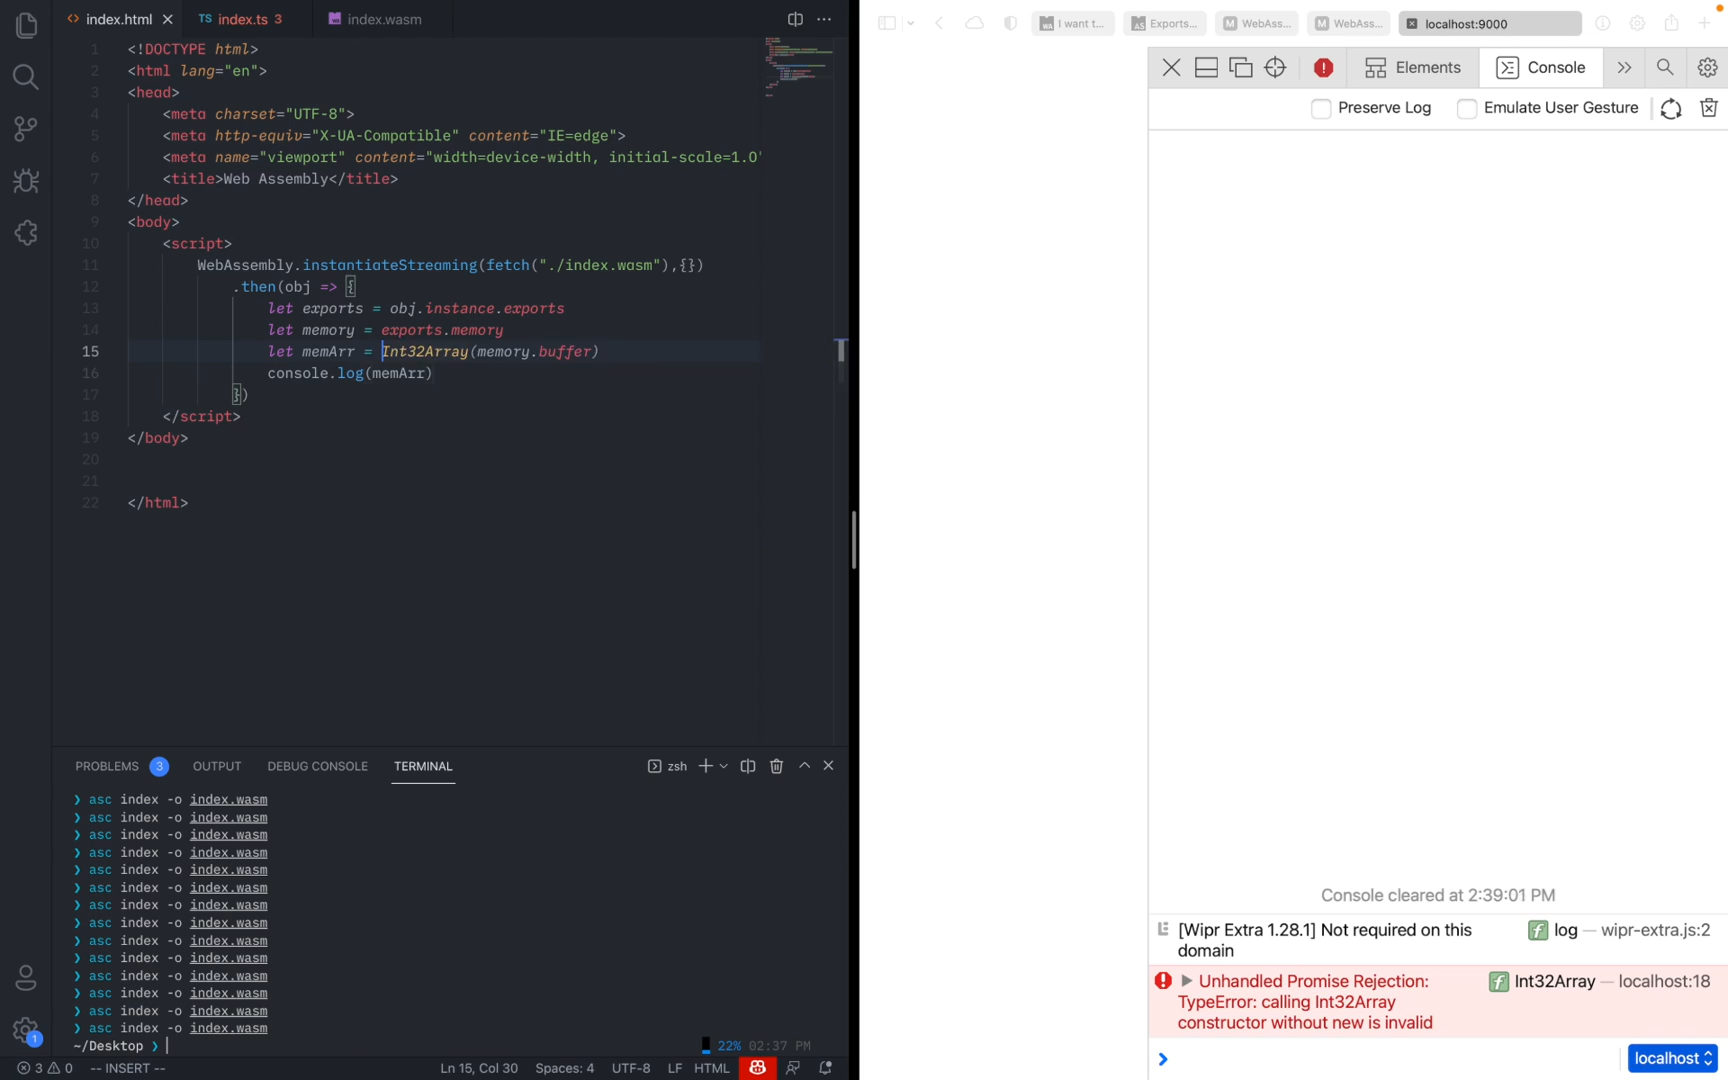 index.html
TS index.ts 3
index.wasm
1 <!DOCTYPE html>
2 <html lang="en">
3 <head>
4 <meta charset="UTF-8">
5 <meta http-equiv="X-UA-Compatible" content="IE=edge">
6 <meta name="viewport" content="width=device-width, initial-scale=1.0"
7 <title>Web Assembly</title>
8 </head>
9 <body>
10 <script>
11 WebAssembly.instantiateStreaming(fetch("./index.wasm"),{})
12 .then(obj => {
13 let exports = obj.instance.exports
14 let memory = exports.memory
15 let memArr = Int32Array(memory.buffer)
16 console.log(memArr)
17 })
18 </script>
19 </body>
20
21
22 </html>
PROBLEMS 3 OUTPUT DEBUG CONSOLE TERMINAL
zsh
❯ asc index -o index.wasm
❯ asc index -o index.wasm
❯ asc index -o index.wasm
❯ asc index -o index.wasm
❯ asc index -o index.wasm
❯ asc index -o index.wasm
❯ asc index -o index.wasm
❯ asc index -o index.wasm
❯ asc index -o index.wasm
❯ asc index -o index.wasm
❯ asc index -o index.wasm
❯ asc index -o index.wasm
❯ asc index -o index.wasm
❯ asc index -o index.wasm
~/Desktop ❯ 22% 02:37 PM
1
3 0 -- INSERT -- Ln 15, Col 30 Spaces: 4 UTF-8 LF HTML
WA I want t... AS Exports... M WebAss... M WebAss... localhost:9000
Elements Console
Preserve Log Emulate User Gesture
Console cleared at 2:39:01 PM
[Wipr Extra 1.28.1] Not required on this domain
f log — wipr-extra.js:2
Unhandled Promise Rejection:
TypeError: calling Int32Array
constructor without new is invalid
f Int32Array — localhost:18
localhost